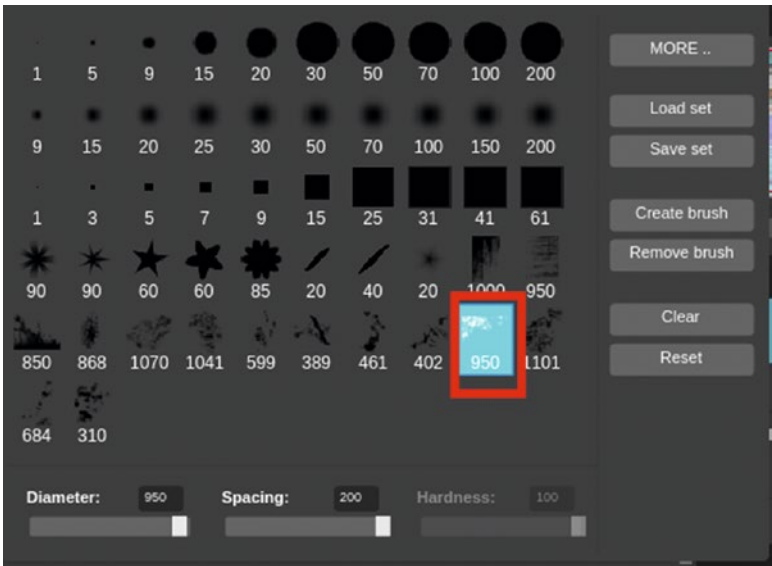 1 5 9 15 20 30 50 70 100 200
MORE ..
9 15 20 25 30 50 70 100 150 200
Load set
Save set
1 3 5 7 9 15 25 31 41 61
Create brush
Remove brush
90 90 60 60 85 20 40 20 1000 950
Clear
850 868 1070 1041 599 389 461 402 950 1101
Reset
684 310
Diameter: 950 Spacing: 200 Hardness: 100